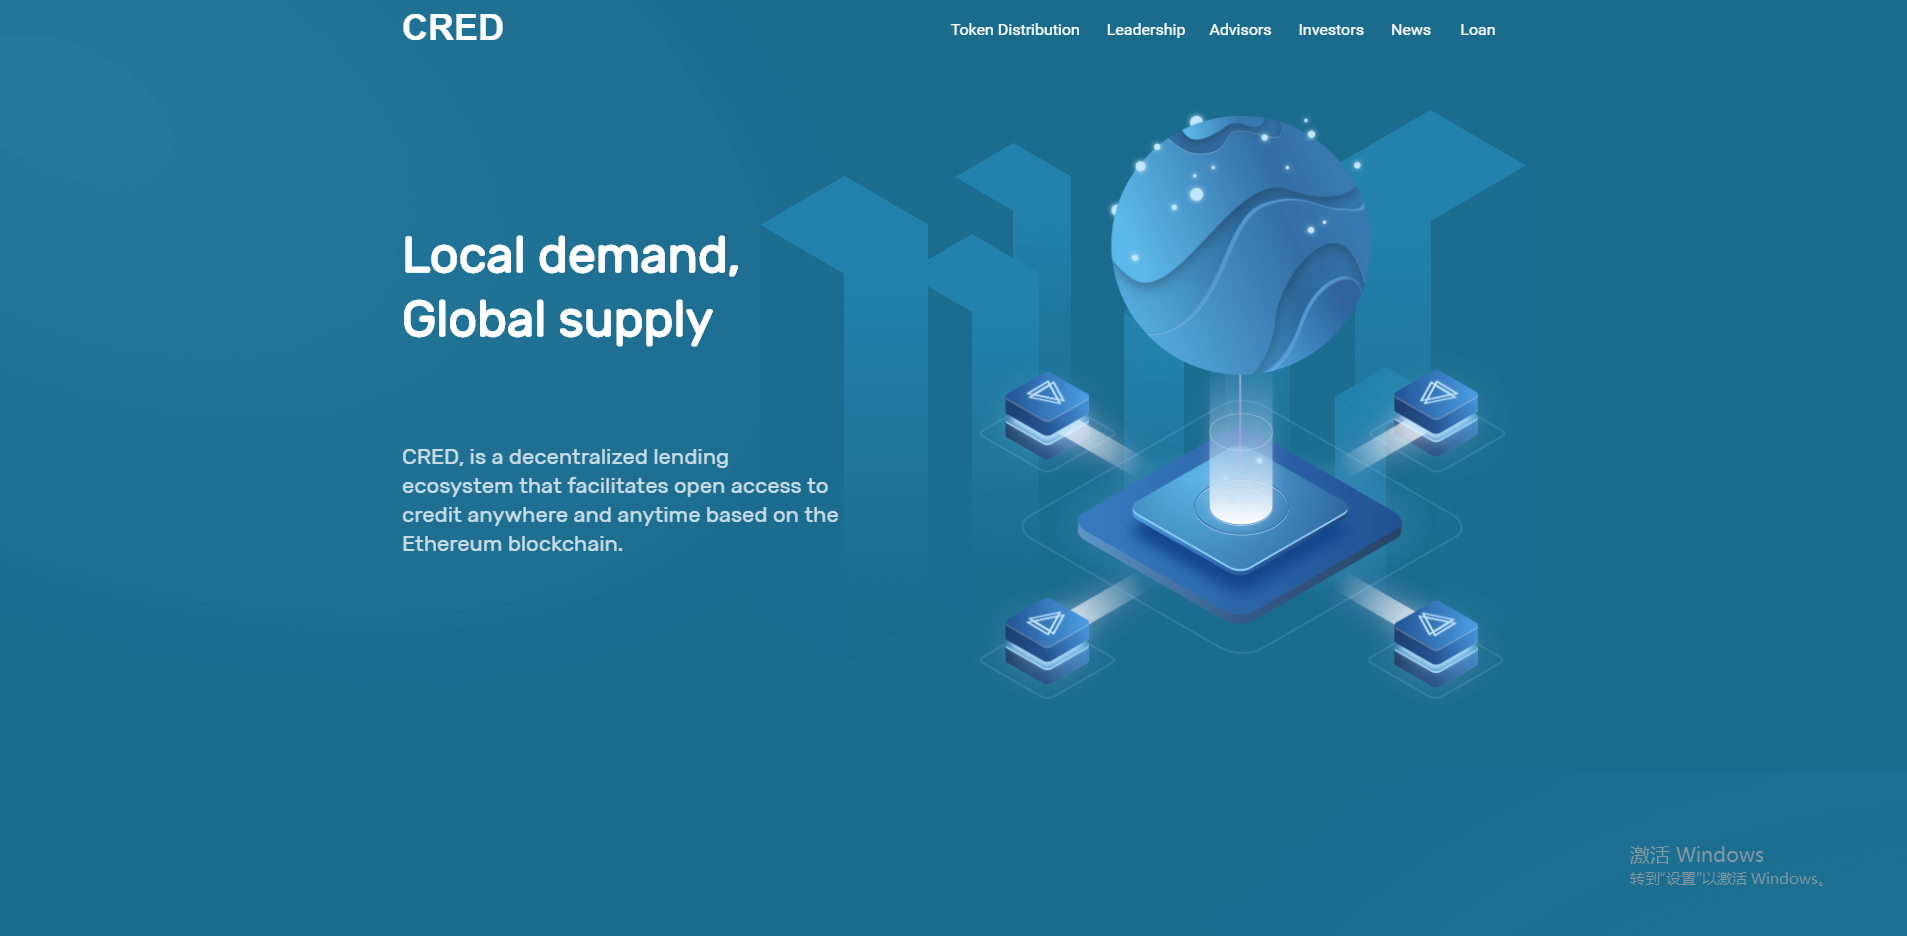 CRED
Token Distribution Leadership Advisors Investors News Loan
Local demand,
Global supply
CRED, is a decentralized lending
ecosystem that facilitates open access to
credit anywhere and anytime based on the
Ethereum blockchain.
激活 Windows
转到“设置”以激活 Windows。